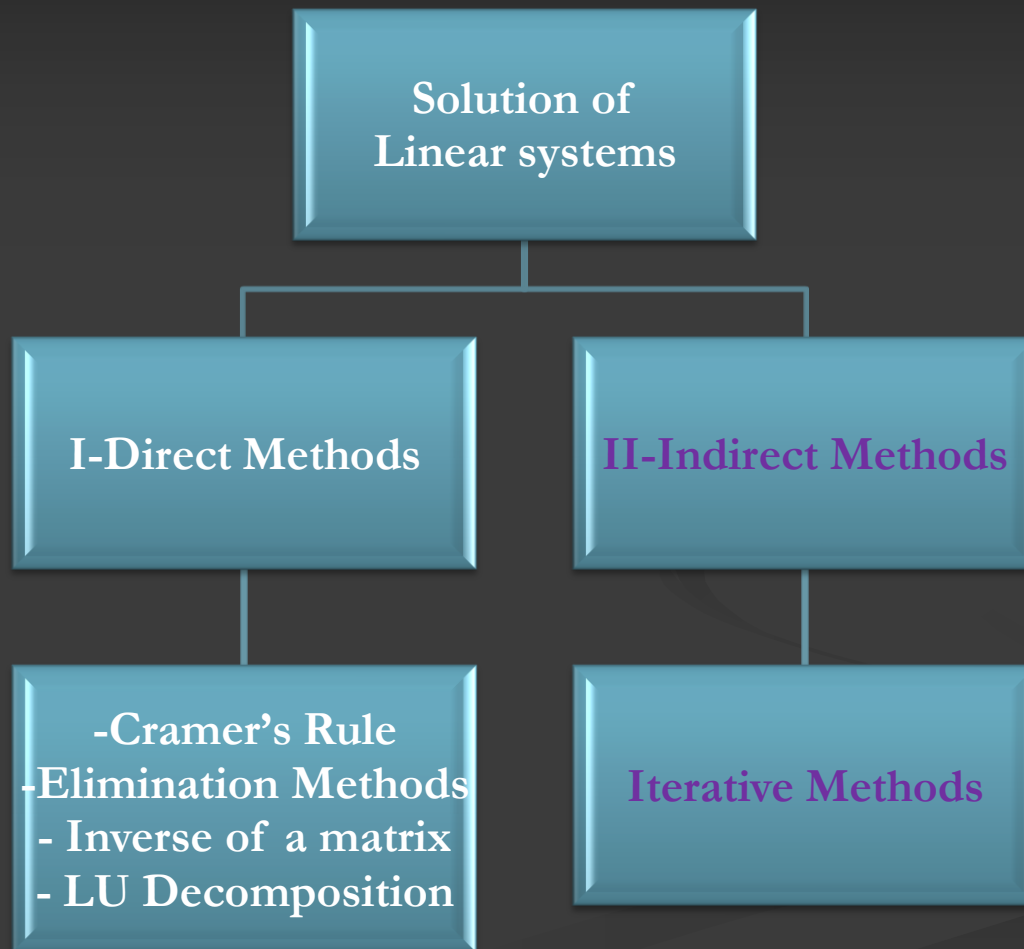 Solution of
Linear systems
I-Direct Methods
II-Indirect Methods
-Cramer’s Rule
-Elimination Methods
- Inverse of a matrix
- LU Decomposition
Iterative Methods